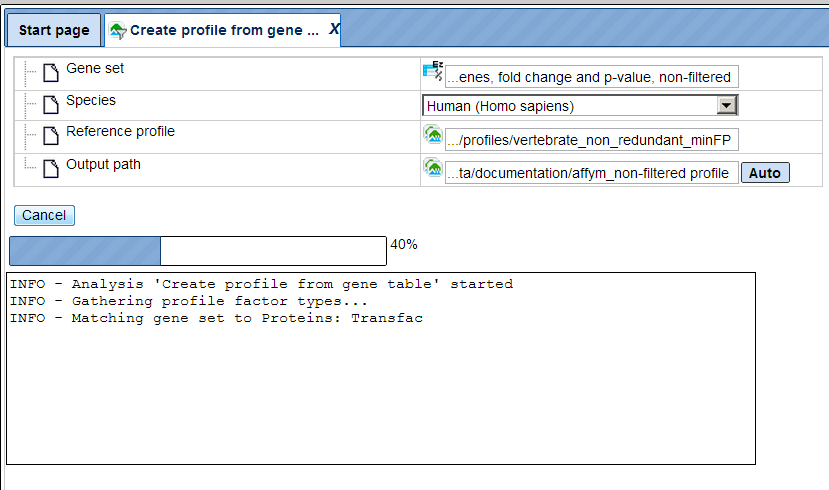 Start page
Create profile from gene ... X
Gene set
Ez
...enes, fold change and p-value, non-filtered
Species
Human (Homo sapiens)
Reference profile
.../profiles/vertebrate_non_redundant_minFP
Output path
...ta/documentation/affym_non-filtered profile
Auto
Cancel
40%
INFO - Analysis 'Create profile from gene table' started
INFO - Gathering profile factor types...
INFO - Matching gene set to Proteins: Transfac